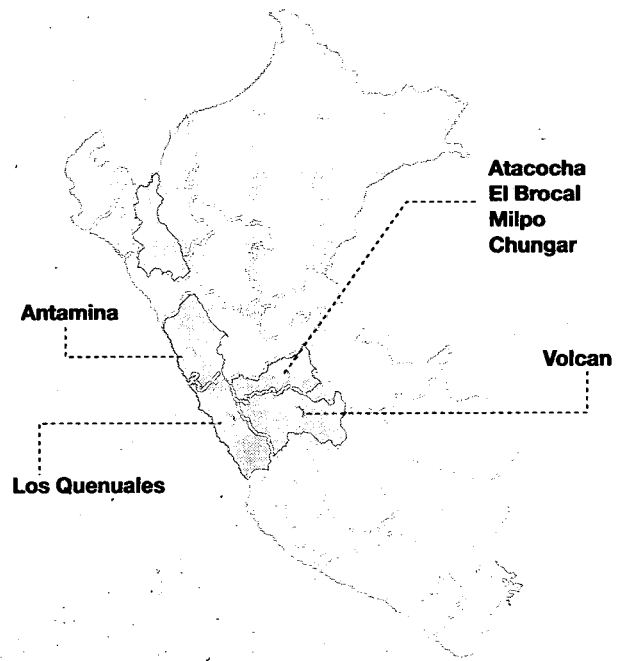 Atacocha
El Brocal
Milpo
Chungar
Antamina
Volcan
Los Quenuales